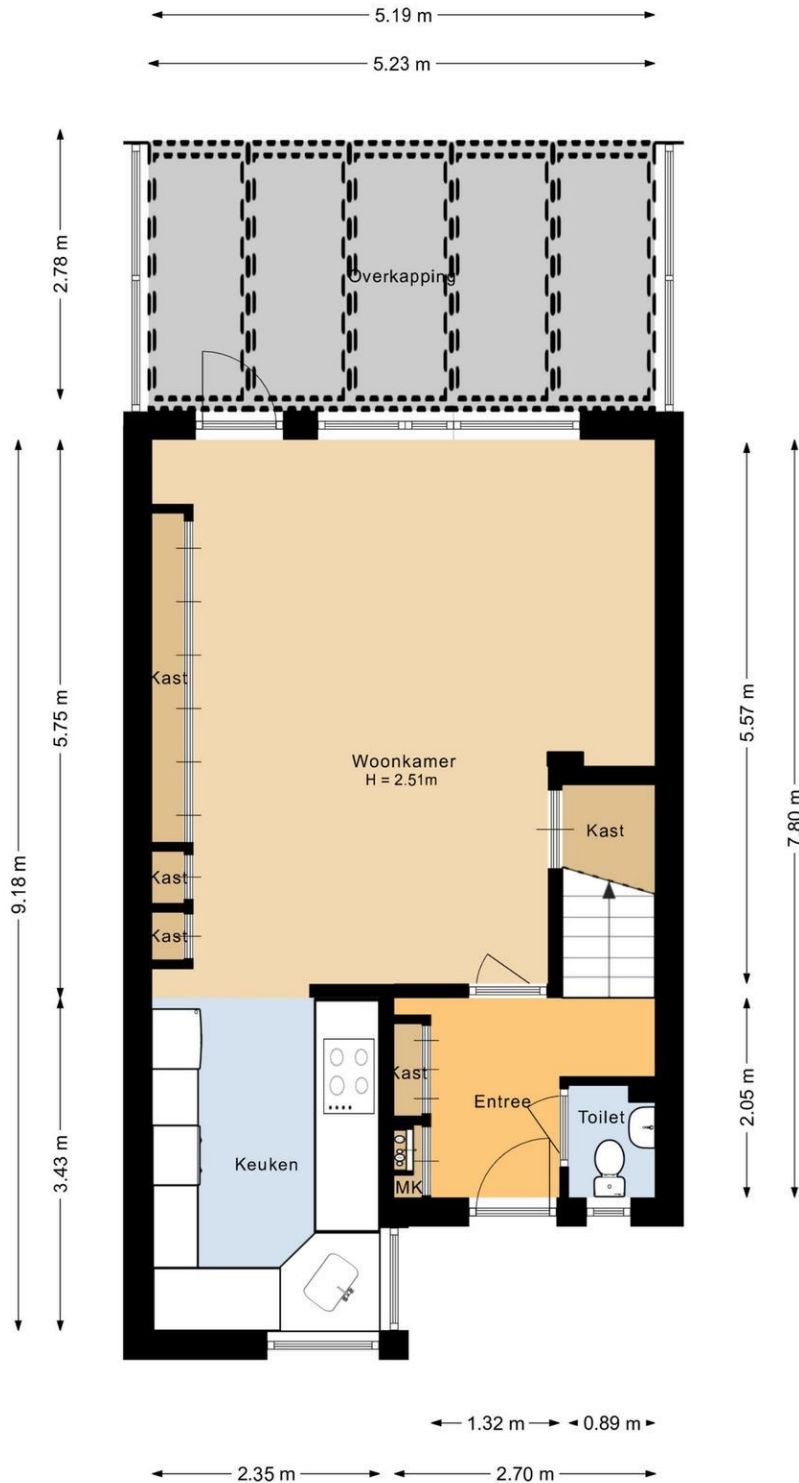 5.19 m
5.23 m
2.78 m
Overkapping
5.75 m
9.18 m
5.57 m
7.80 m
Kast
Woonkamer
H = 2.51m
Kast
Kast
Kast
Kast
Entree
Toilet
2.05 m
3.43 m
Keuken
MK
1.32 m
0.89 m
2.35 m
2.70 m